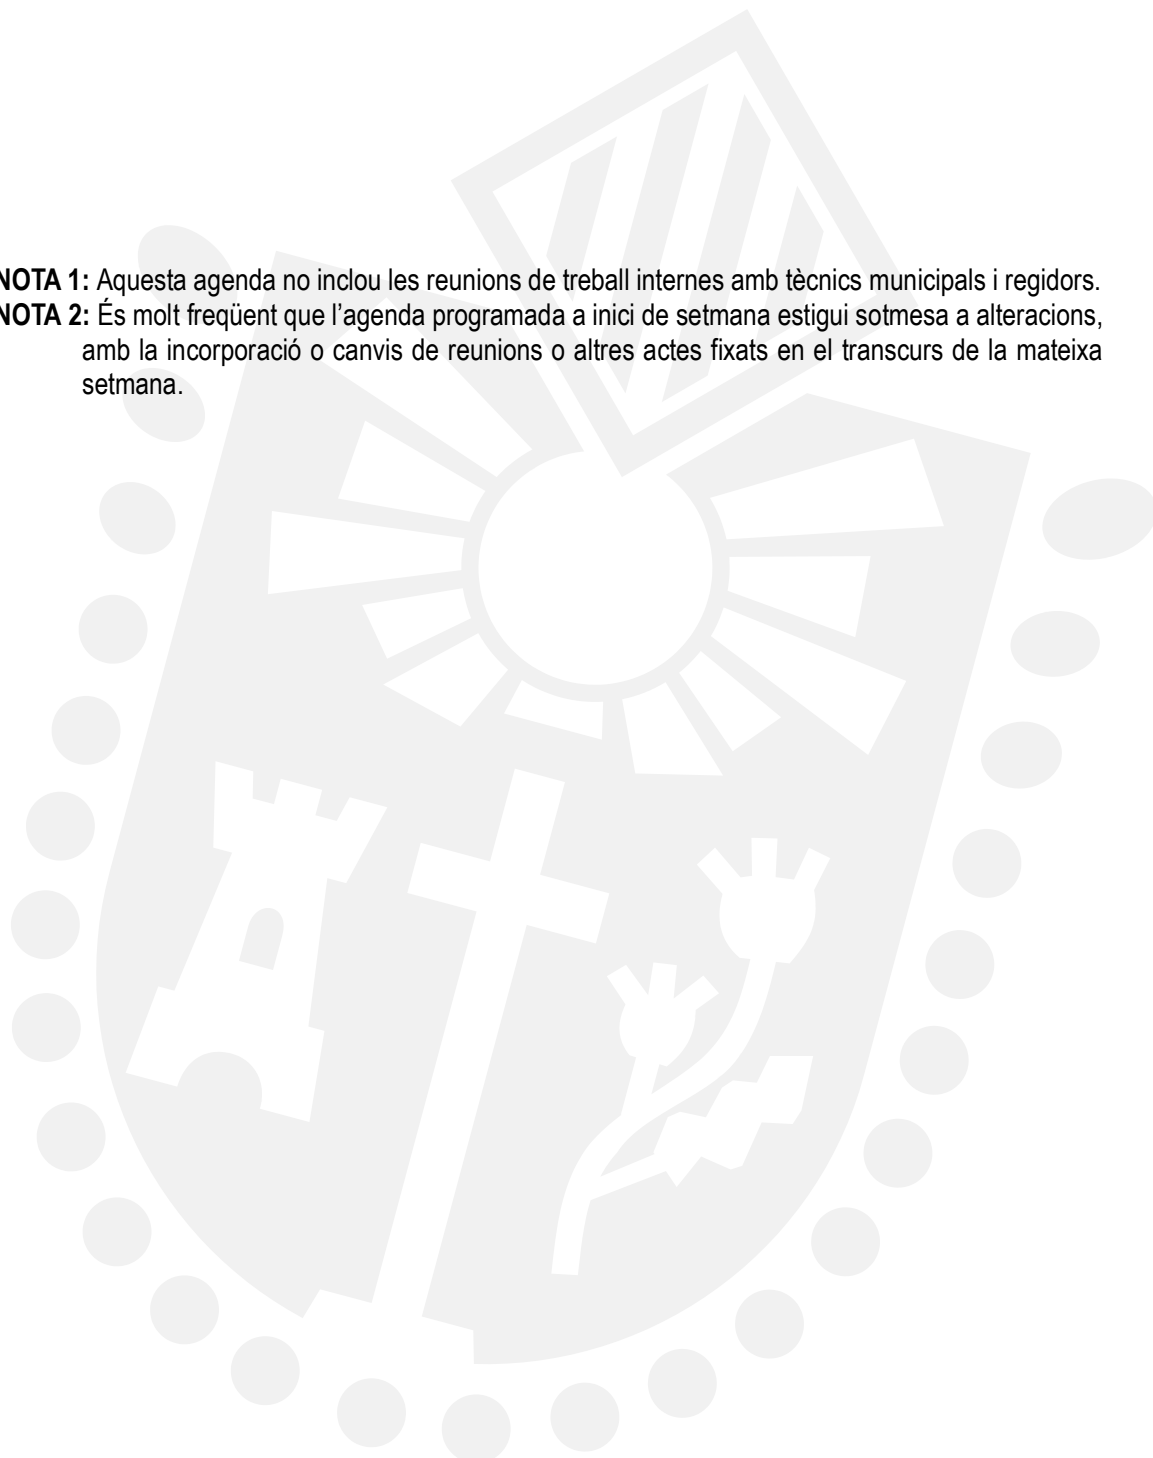 NOTA 1: Aquesta agenda no inclou les reunions de treball internes amb tècnics municipals i regidors.
NOTA 2: És molt freqüent que l’agenda programada a inici de setmana estigui sotmesa a alteracions,
amb la incorporació o canvis de reunions o altres actes fixats en el transcurs de la mateixa
setmana.